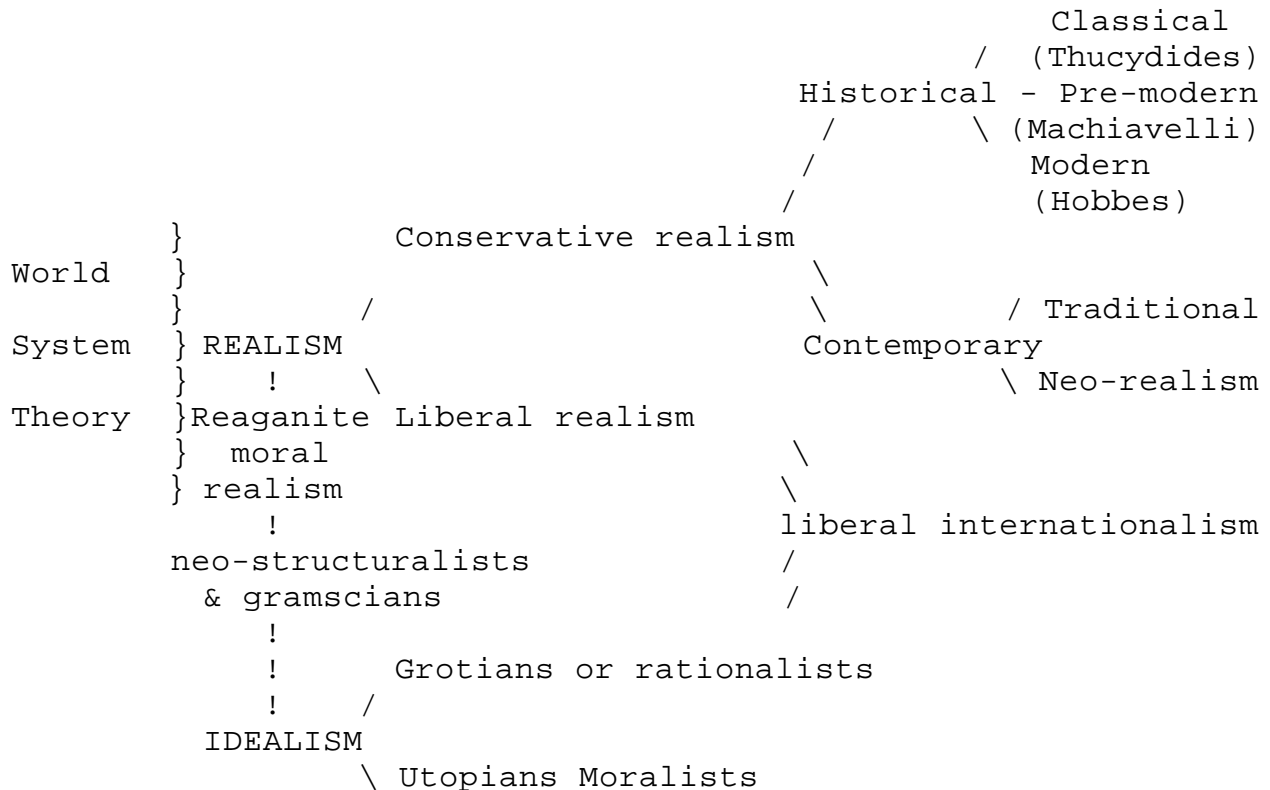 Classical
/ (Thucydides)
Historical - Pre-modern
/ \ (Machiavelli)
/ Modern
/ (Hobbes)
} Conservative realism
World } \
} / \ / Traditional
System } REALISM Contemporary
} ! \ \ Neo-realism
Theory }Reaganite Liberal realism
} moral \
} realism \
! liberal internationalism
neo-structuralists /
& gramscians /
!
! Grotians or rationalists
! /
IDEALISM
\ Utopians Moralists